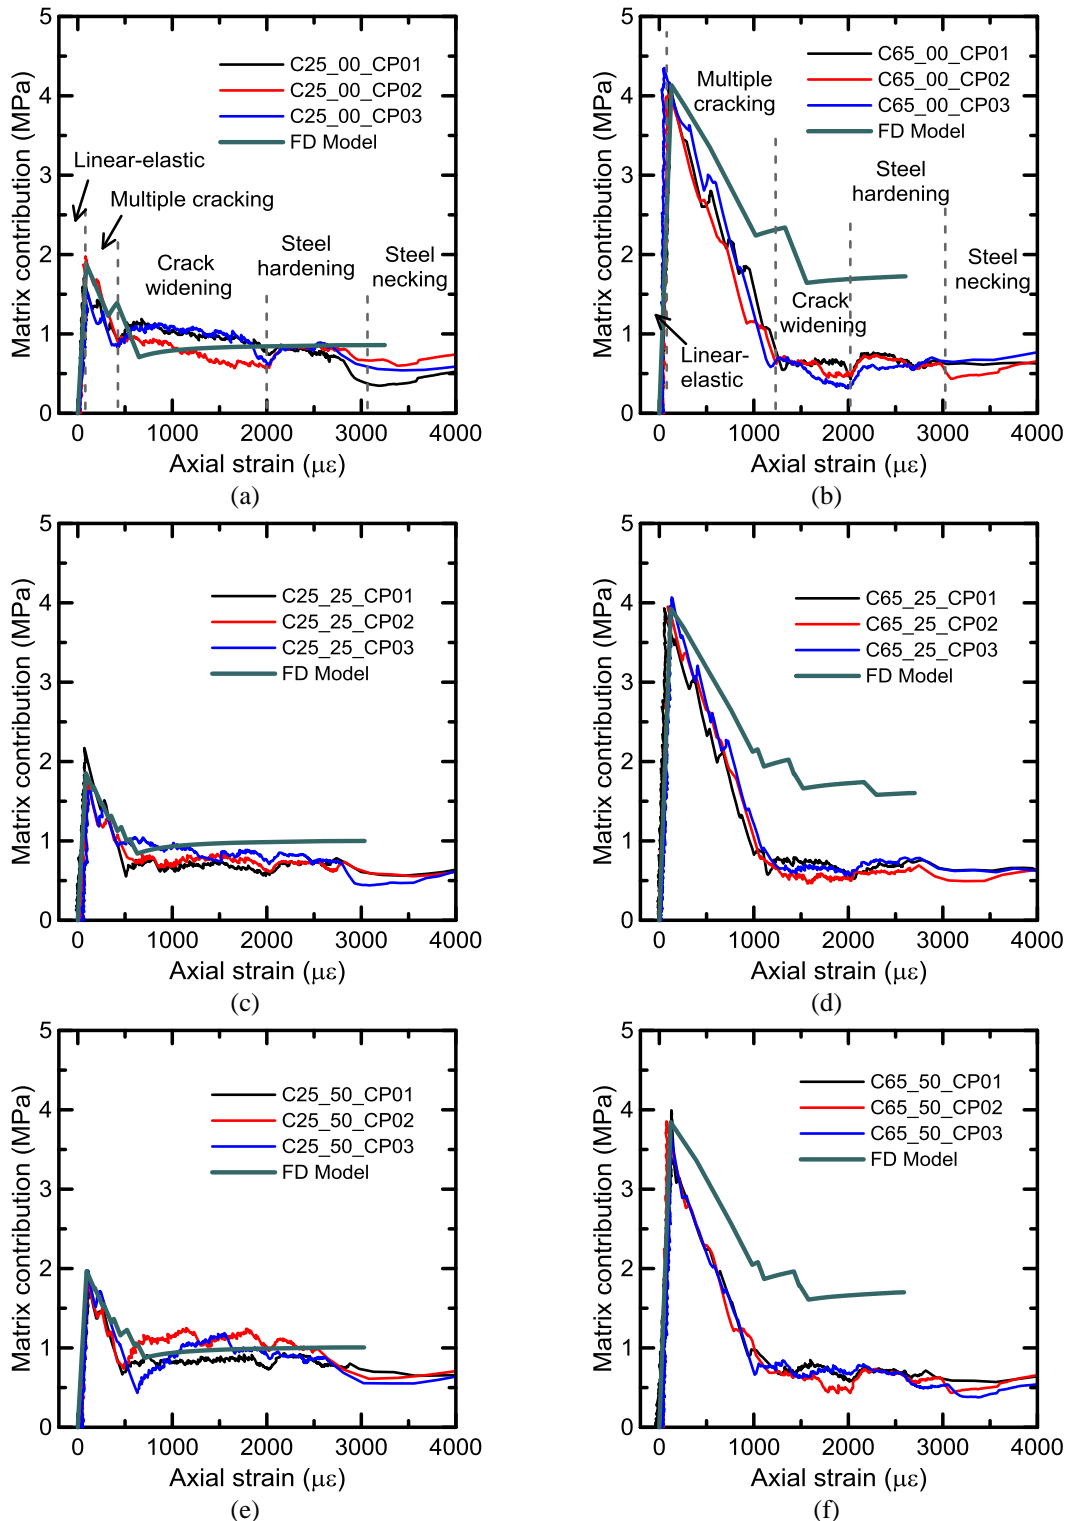 Matrix contribution (MPa)
5
4
3
2
1
0
C25_00_CP01
C25_00_CP02
C25_00_CP03
FD Model
Linear-elastic
Multiple cracking
Crack
widening
Steel
hardening
Steel
necking
0 1000 2000 3000 4000
Axial strain (με)
(a)
Matrix contribution (MPa)
5
4
3
2
1
0
C65_00_CP01
C65_00_CP02
C65_00_CP03
FD Model
Multiple
cracking
Steel
hardening
Steel
necking
Crack
widening
Linear-
elastic
0 1000 2000 3000 4000
Axial strain (με)
(b)
Matrix contribution (MPa)
5
4
3
2
1
0
C25_25_CP01
C25_25_CP02
C25_25_CP03
FD Model
0 1000 2000 3000 4000
Axial strain (με)
(c)
Matrix contribution (MPa)
5
4
3
2
1
0
C65_25_CP01
C65_25_CP02
C65_25_CP03
FD Model
0 1000 2000 3000 4000
Axial strain (με)
(d)
Matrix contribution (MPa)
5
4
3
2
1
0
C25_50_CP01
C25_50_CP02
C25_50_CP03
FD Model
0 1000 2000 3000 4000
Axial strain (με)
(e)
Matrix contribution (MPa)
5
4
3
2
1
0
C65_50_CP01
C65_50_CP02
C65_50_CP03
FD Model
0 1000 2000 3000 4000
Axial strain (με)
(f)